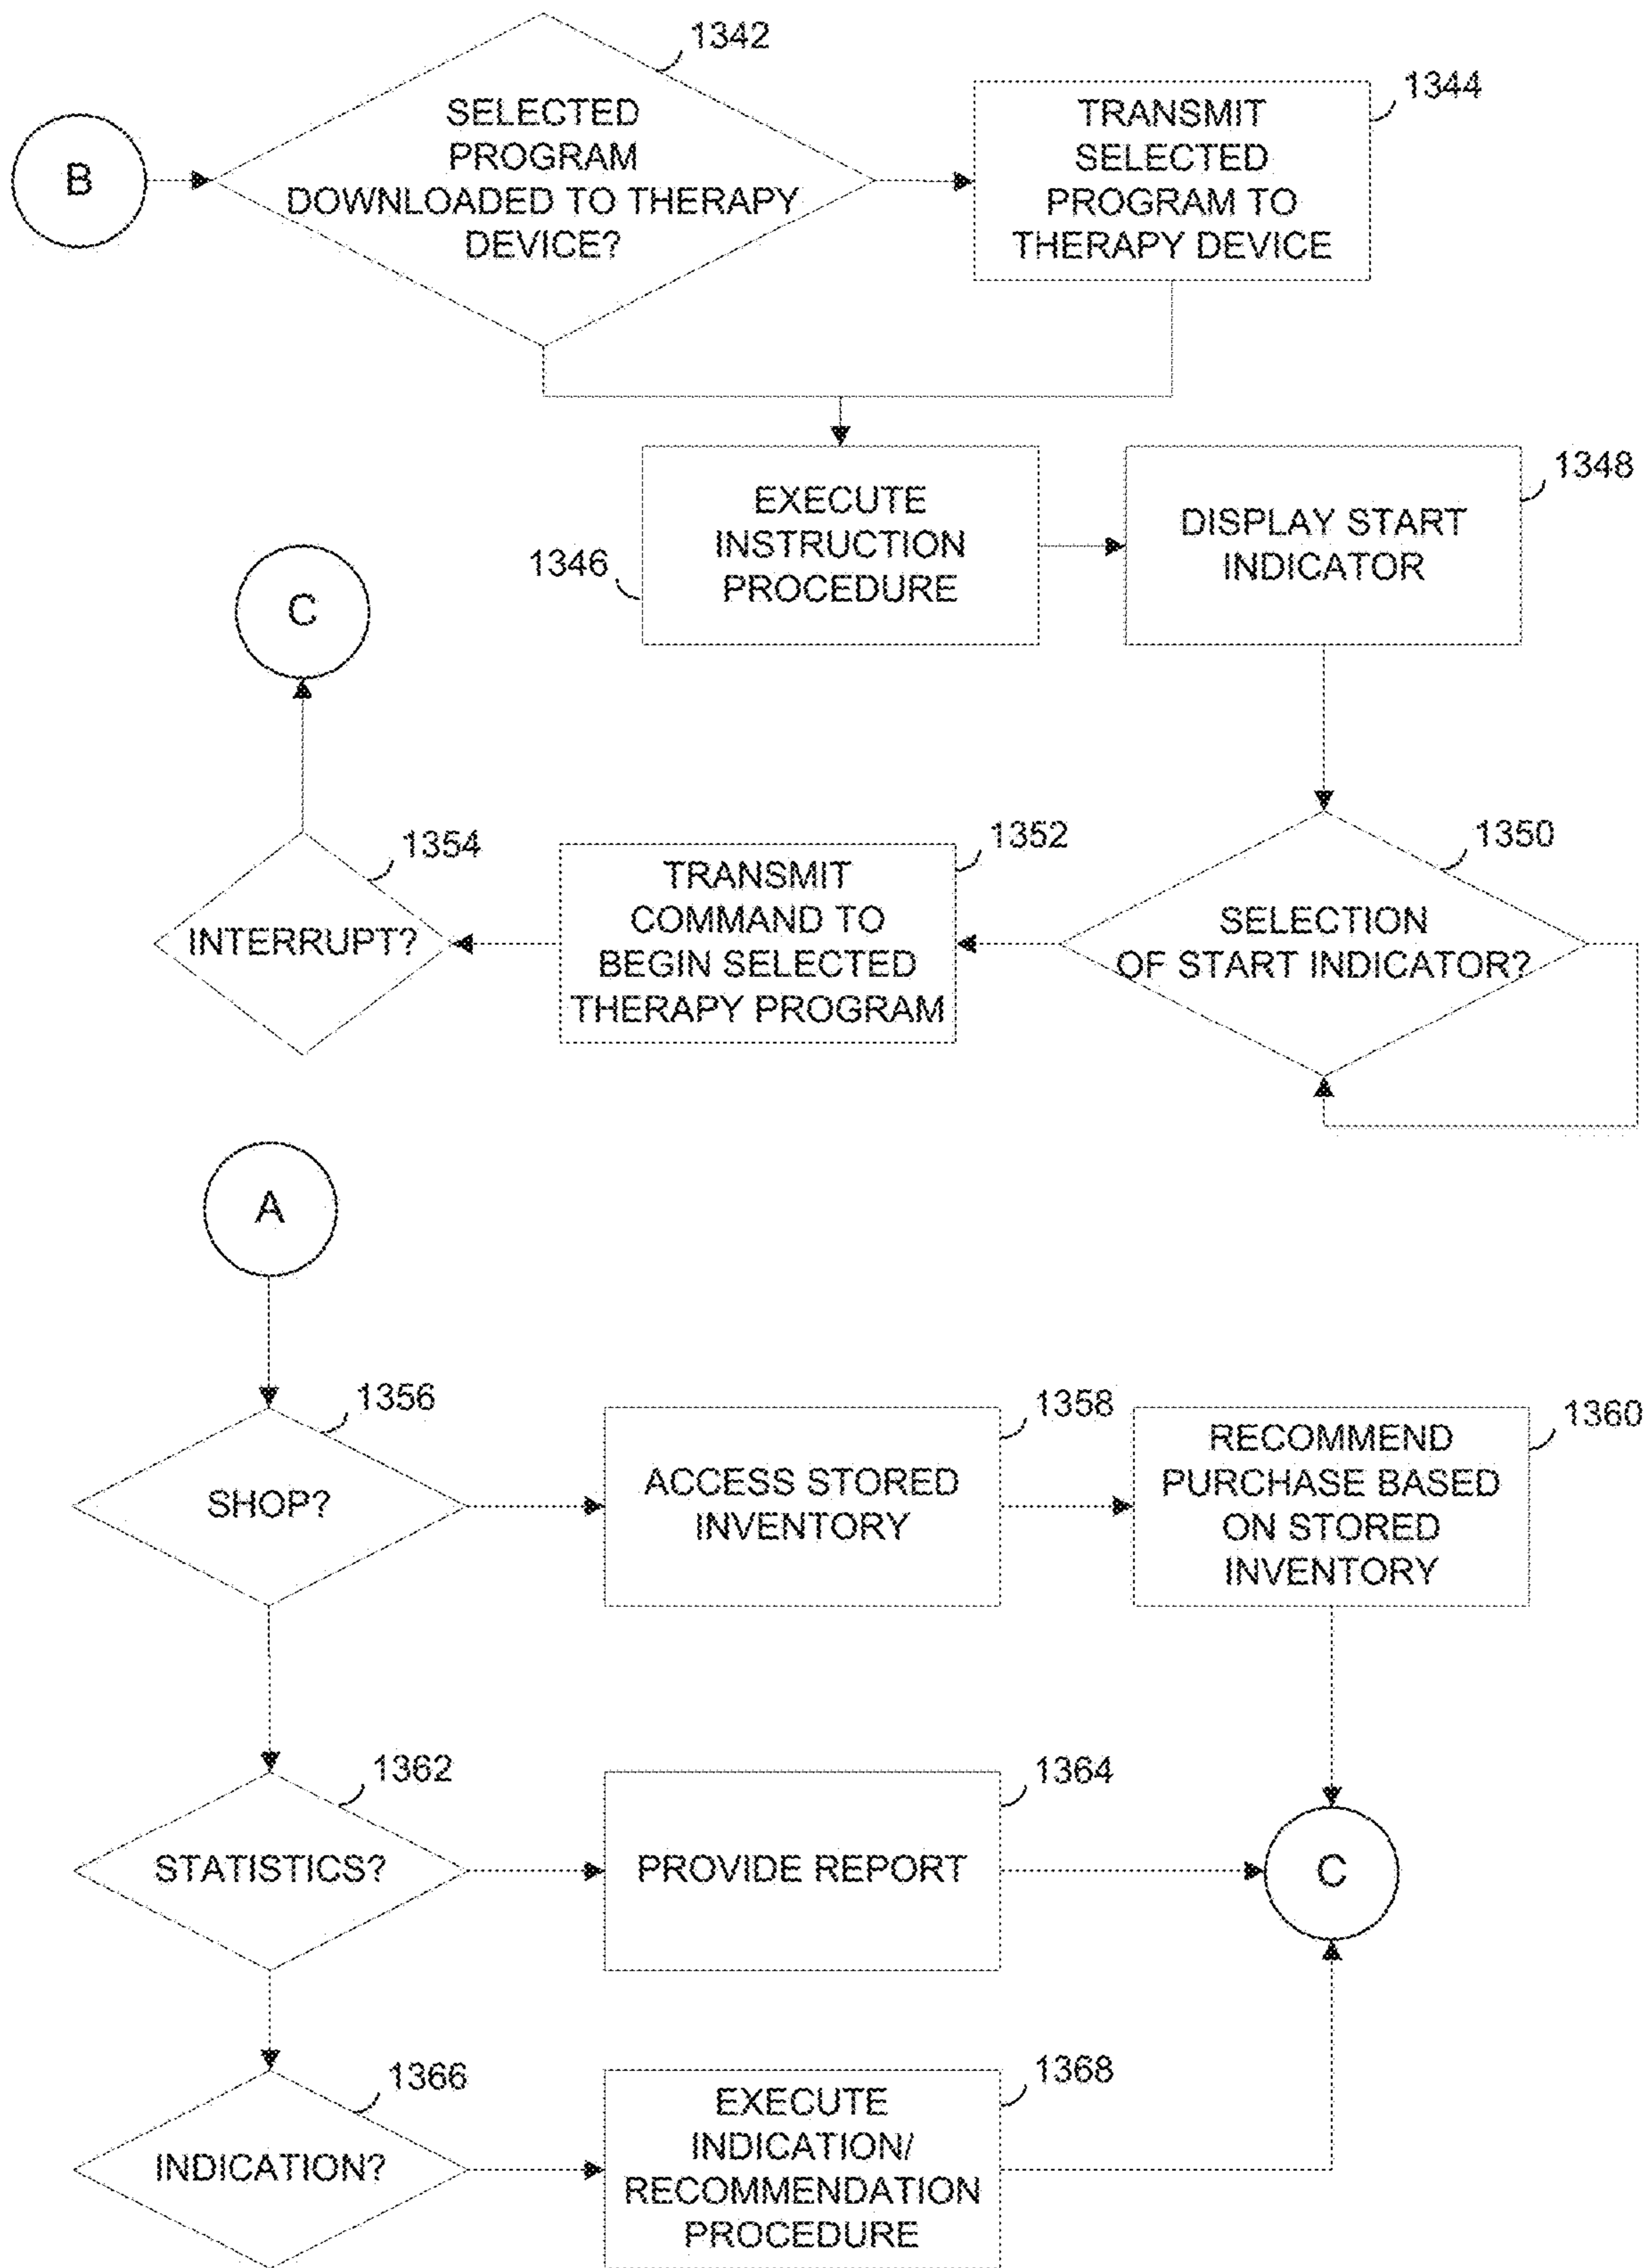 1342
SELECTED
PROGRAM
DOWNLOADED TO THERAPY
DEVICE?
1344
TRANSMIT
SELECTED
PROGRAM TO
THERAPY DEVICE
B
1346
EXECUTE
INSTRUCTION
PROCEDURE
1348
DISPLAY START
INDICATOR
C
1354
INTERRUPT?
1352
TRANSMIT
COMMAND TO
BEGIN SELECTED
THERAPY PROGRAM
1350
SELECTION
OF START INDICATOR?
A
1356
SHOP?
1358
ACCESS STORED
INVENTORY
1360
RECOMMEND
PURCHASE BASED
ON STORED
INVENTORY
1362
STATISTICS?
1364
PROVIDE REPORT
C
1366
INDICATION?
1368
EXECUTE
INDICATION/
RECOMMENDATION
PROCEDURE